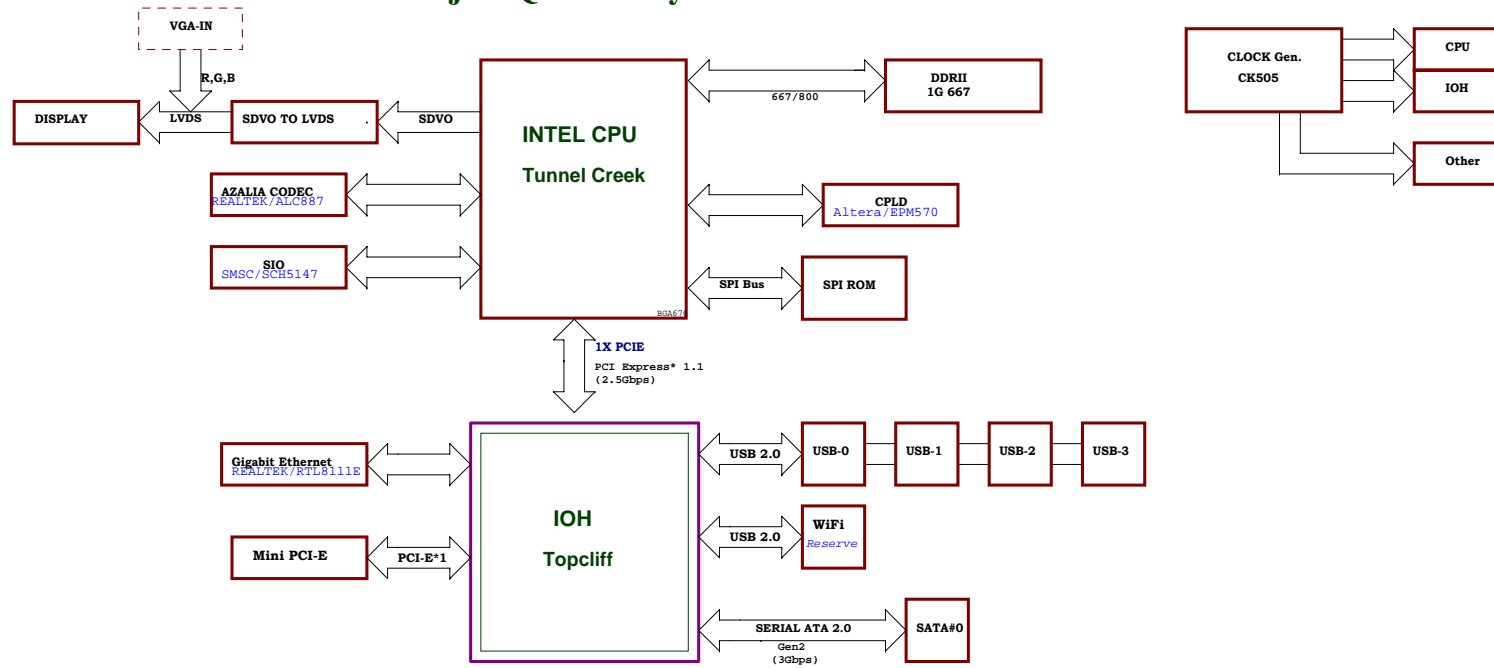 VGA-IN
R,G,B
DISPLAY
LVDS
SDVO TO LVDS .
SDVO
INTEL CPU
Tunnel Creek
667/800
DDRII
1G 667
CLOCK Gen.
CK505
CPU
IOH
Other
AZALIA CODEC
REALTEK/ALC887
CPLD
Altera/EPM570
SIO
SMSC/SCH5147
SPI Bus
SPI ROM
1X PCIE
PCI Express* 1.1
(2.5Gbps)
Gigabit Ethernet
REALTEK/RTL8111E
USB 2.0
USB-0
USB-1
USB-2
USB-3
IOH
Topcliff
Mini PCI-E
PCI-E*1
USB 2.0
WiFi
Reserve
SERIAL ATA 2.0
Gen2
(3Gbps)
SATA#0